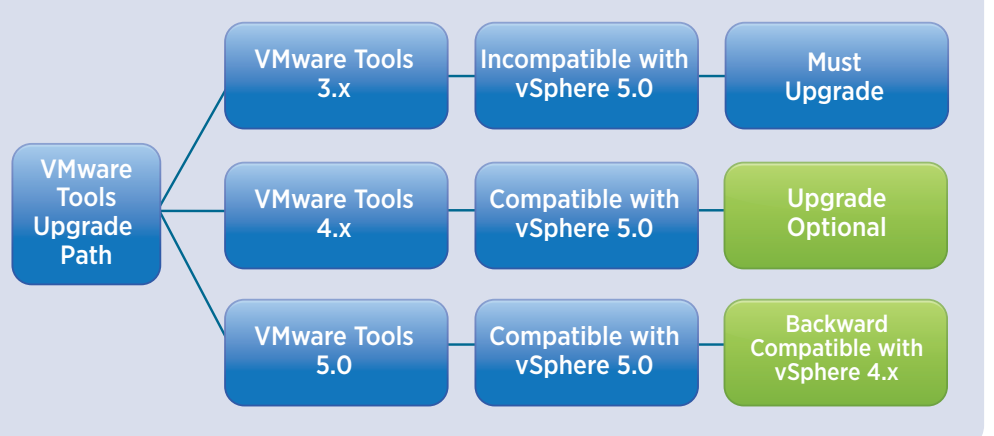 VMware
Tools
Upgrade
Path
VMware Tools
3.x
Incompatible with
vSphere 5.0
Must
Upgrade
VMware Tools
4.x
Compatible with
vSphere 5.0
Upgrade
Optional
VMware Tools
5.0
Compatible with
vSphere 5.0
Backward
Compatible with
vSphere 4.x